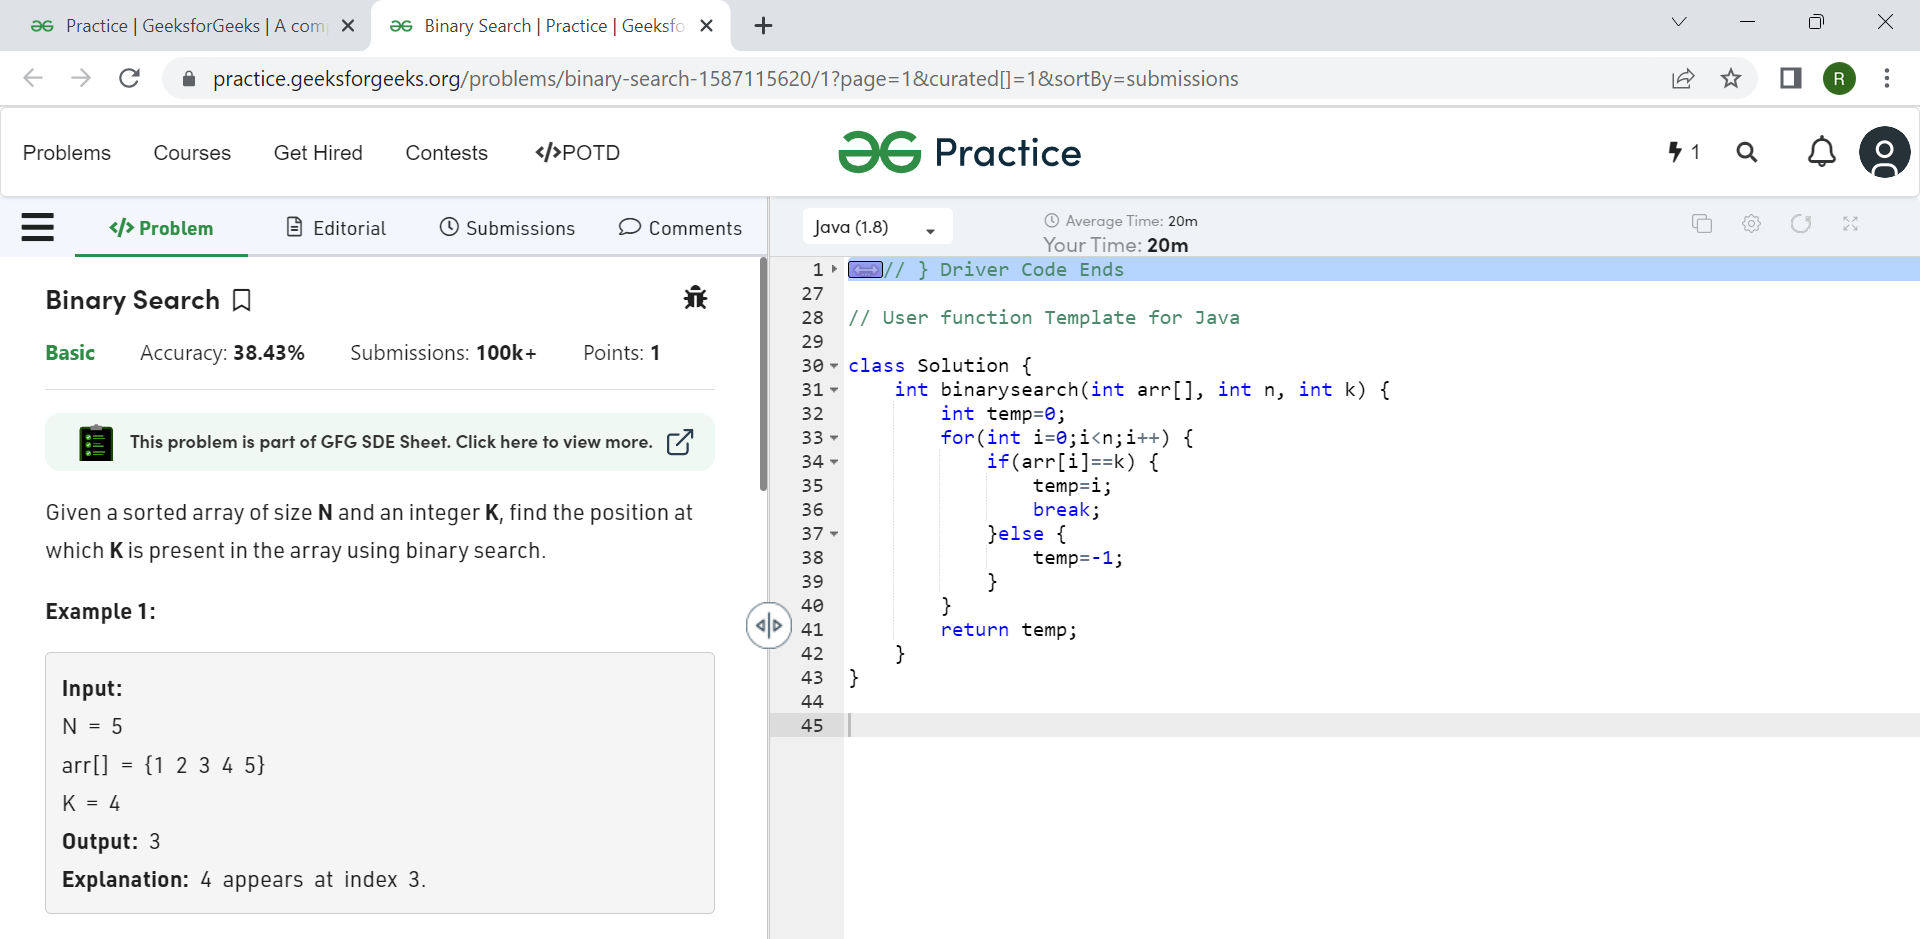 Practice | GeeksforGeeks | A com
Binary Search | Practice | Geeksfo
practice.geeksforgeeks.org/problems/binary-search-1587115620/1?page=1&curated[]=1&sortBy=submissions
R
Problems
Courses
Get Hired
Contests
</>POTD
Practice
1
</> Problem
Editorial
Submissions
Comments
Java (1.8)
Average Time: 20m
Your Time: 20m
Binary Search
Basic
Accuracy: 38.43%
Submissions: 100k+
Points: 1
This problem is part of GFG SDE Sheet. Click here to view more.
Given a sorted array of size N and an integer K, find the position at
which K is present in the array using binary search.
Example 1:
Input:
N = 5
arr[] = {1 2 3 4 5}
K = 4
Output: 3
Explanation: 4 appears at index 3.
1 // } Driver Code Ends
27
28 // User function Template for Java
29
30 class Solution {
31     int binarysearch(int arr[], int n, int k) {
32         int temp=0;
33         for(int i=0;i<n;i++) {
34             if(arr[i]==k) {
35                 temp=i;
36                 break;
37             }else {
38                 temp=-1;
39             }
40         }
41         return temp;
42     }
43 }
44
45